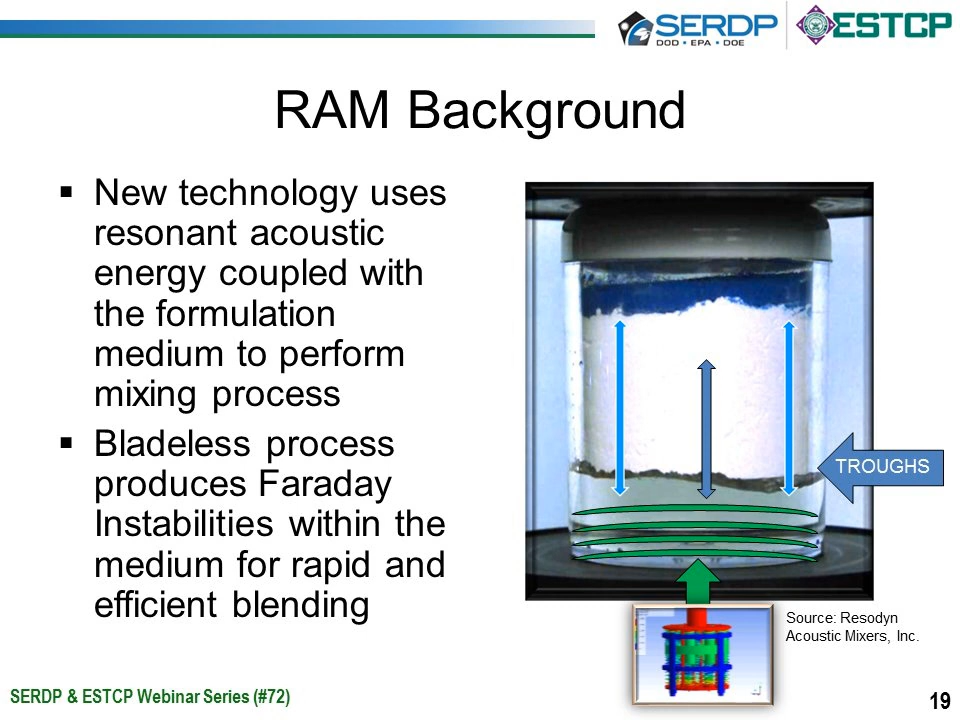 SERDP
DOD • EPA • DOE
ESTCP
RAM Background
▪ New technology uses
resonant acoustic
energy coupled with
the formulation
medium to perform
mixing process
▪ Bladeless process
produces Faraday
Instabilities within the
medium for rapid and
efficient blending
TROUGHS
Source: Resodyn
Acoustic Mixers, Inc.
SERDP & ESTCP Webinar Series (#72)
19